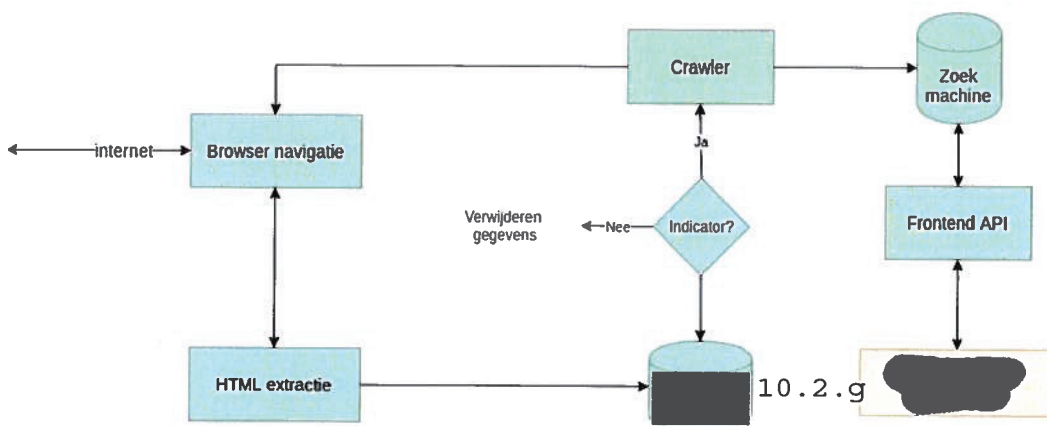 Crawler
Zoek
machine
Ja
internet
Browser navigatie
Verwijderen
gegevens
Nee
Indicator?
Frontend API
HTML extractie
10.2.g